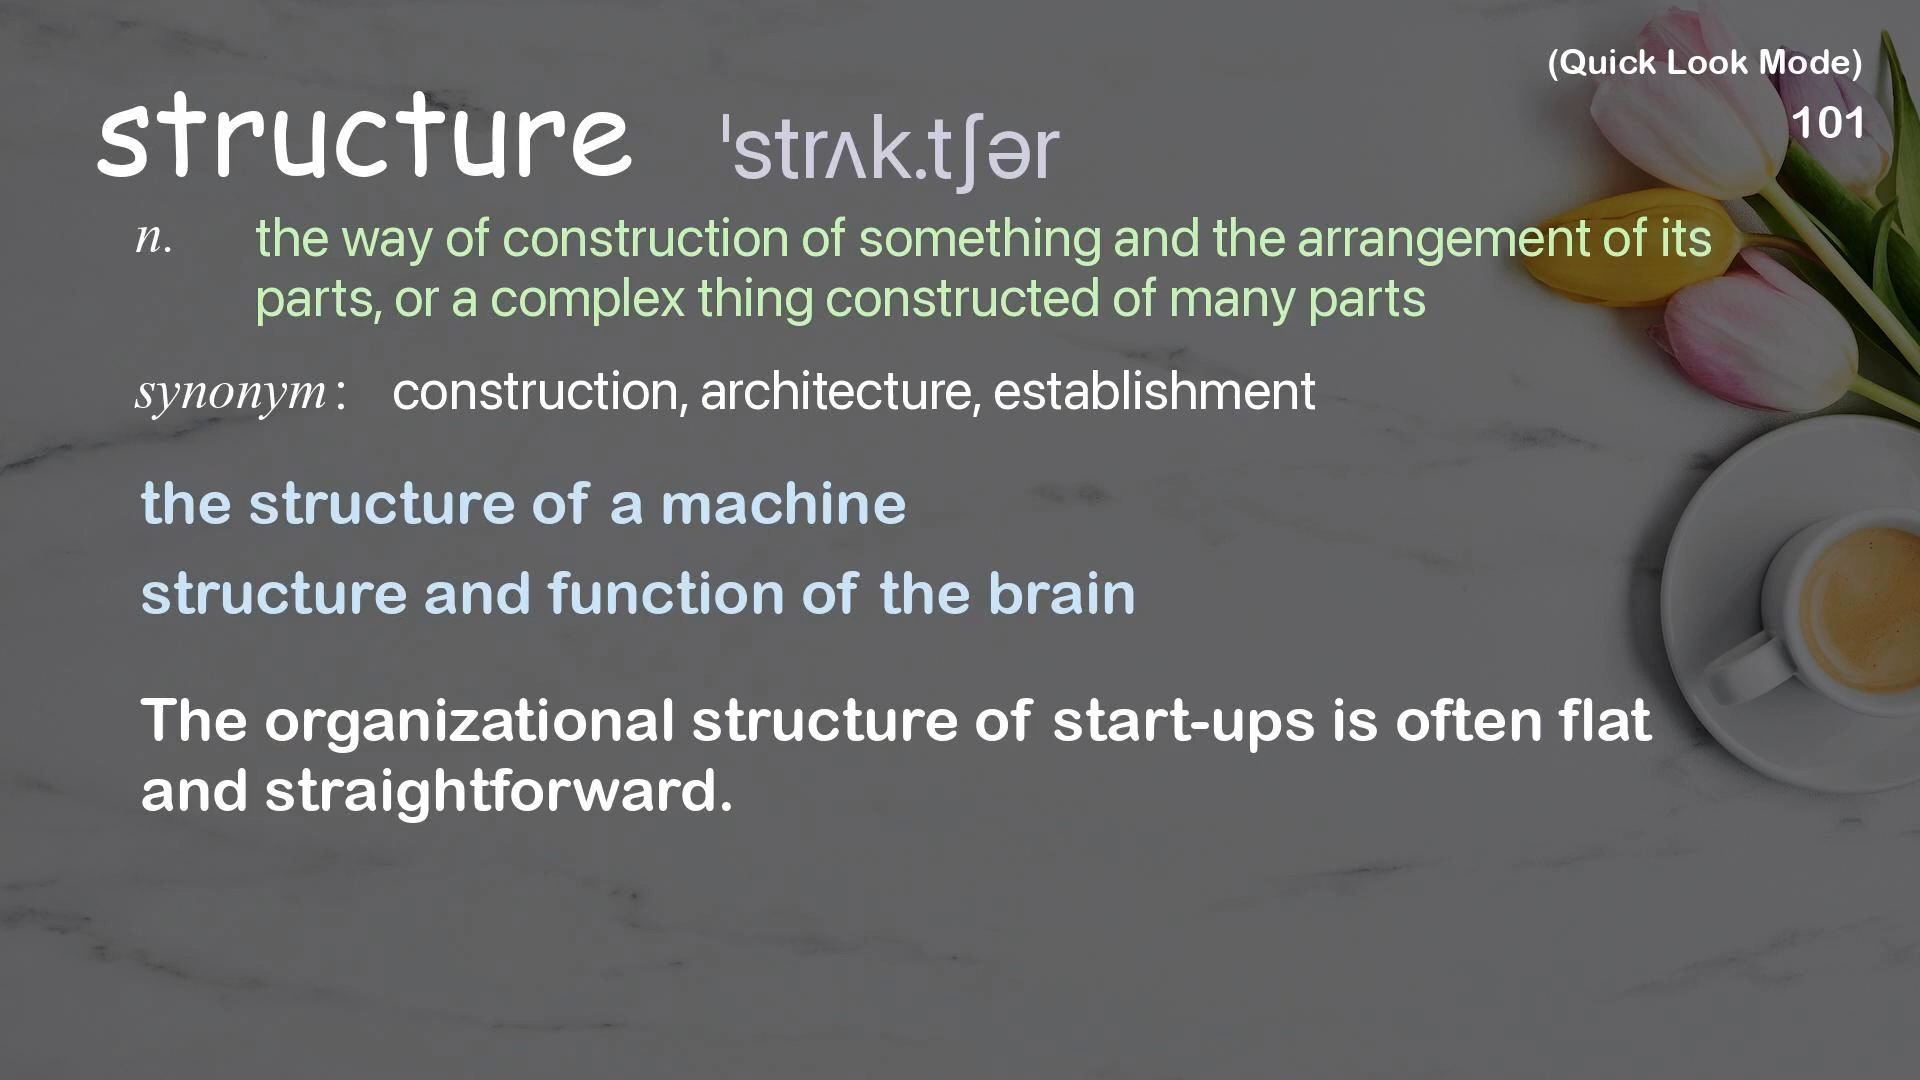 (Quick Look Mode)
101
structure ˈstrʌk.tʃər
n. the way of construction of something and the arrangement of its
parts, or a complex thing constructed of many parts
synonym: construction, architecture, establishment
the structure of a machine
structure and function of the brain
The organizational structure of start-ups is often flat
and straightforward.